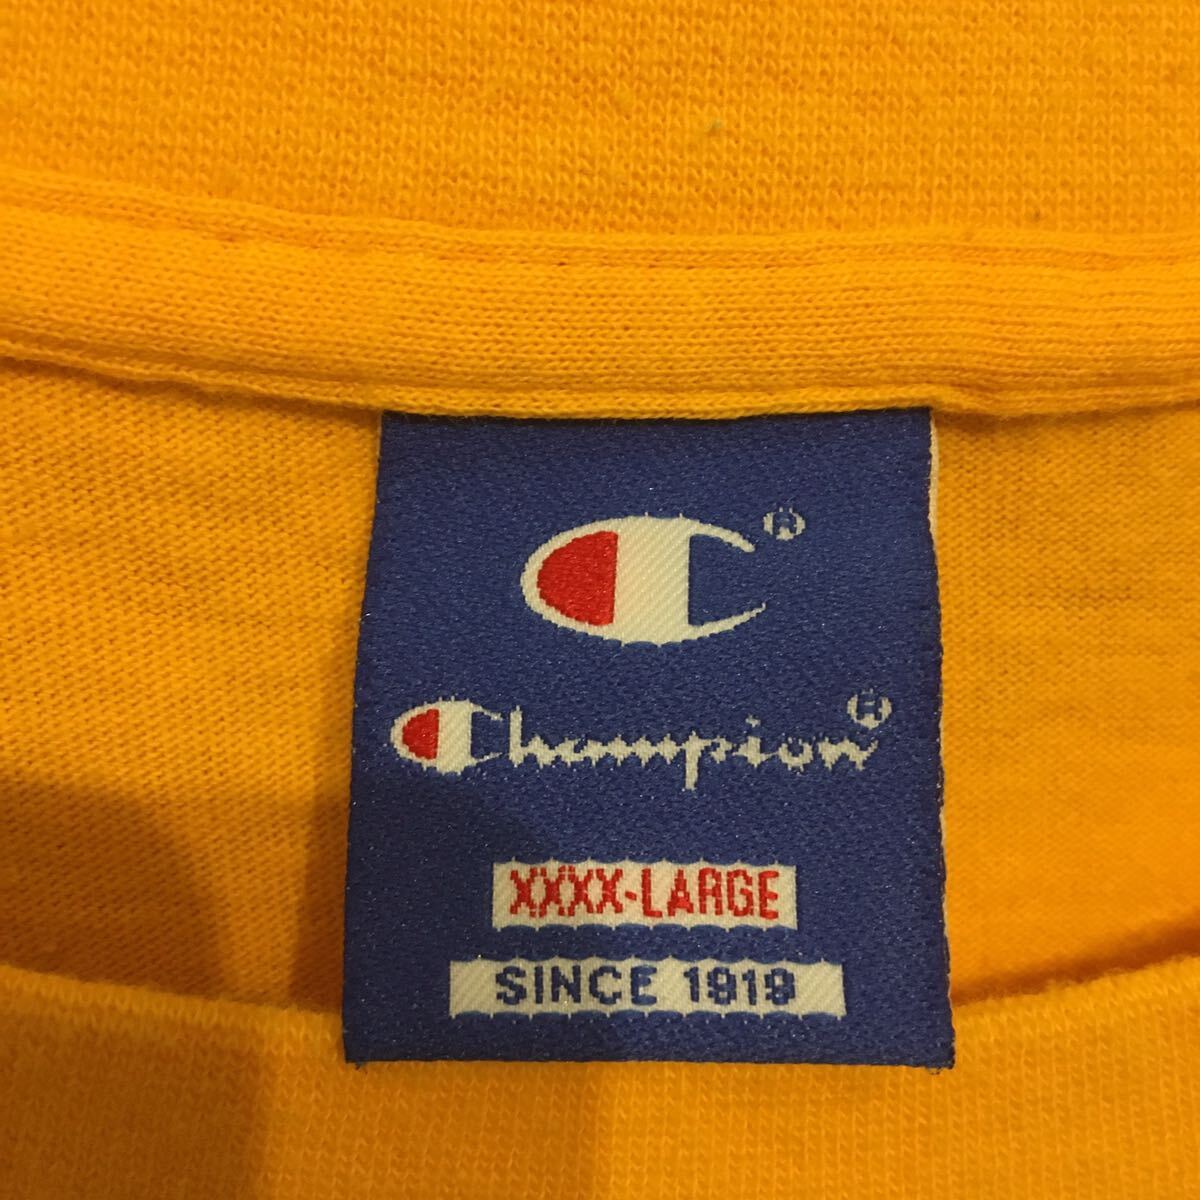 C®
Champion®
XXXX-LARGE
SINCE 1919